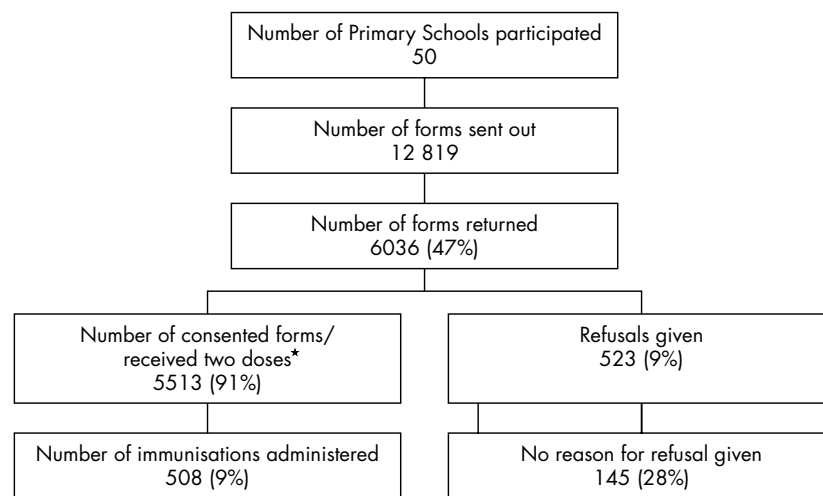 Number of Primary Schools participated
50
Number of forms sent out
12 819
Number of forms returned
6036 (47%)
Number of consented forms/
received two doses★
5513 (91%)
Refusals given
523 (9%)
Number of immunisations administered
508 (9%)
No reason for refusal given
145 (28%)